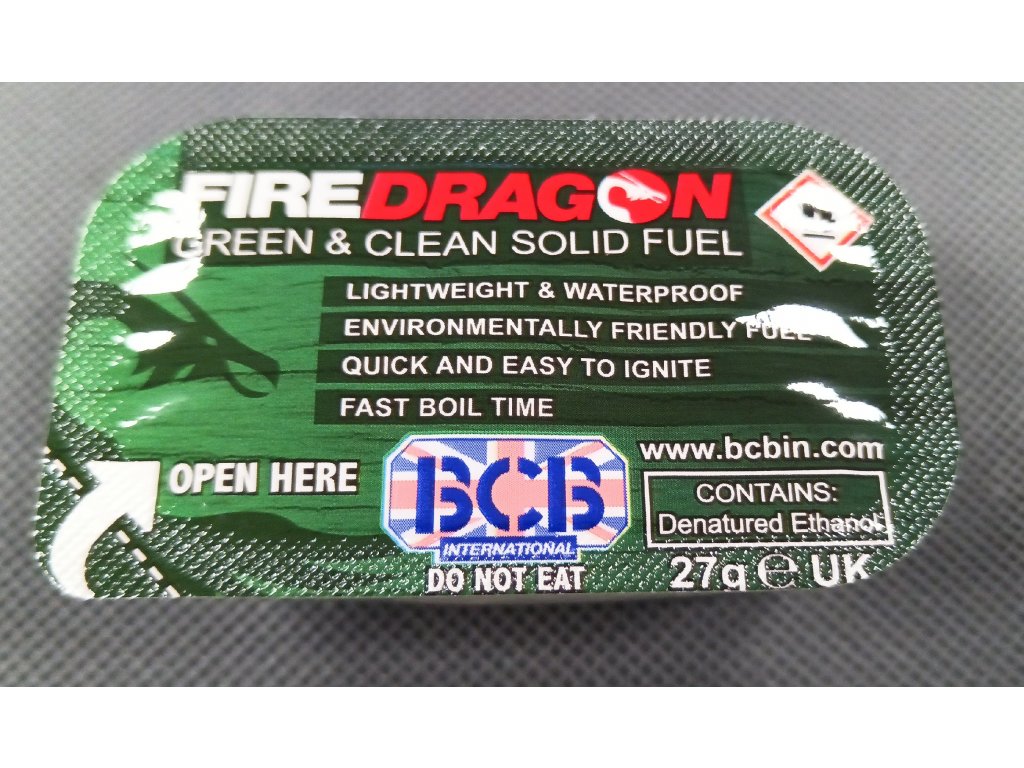 FIREDRAGON
GREEN & CLEAN SOLID FUEL
LIGHTWEIGHT & WATERPROOF
ENVIRONMENTALLY FRIENDLY FUEL
QUICK AND EASY TO IGNITE
FAST BOIL TIME
OPEN HERE
BCB
INTERNATIONAL
DO NOT EAT
www.bcbin.com
CONTAINS:
Denatured Ethanol
27g ℮ UK